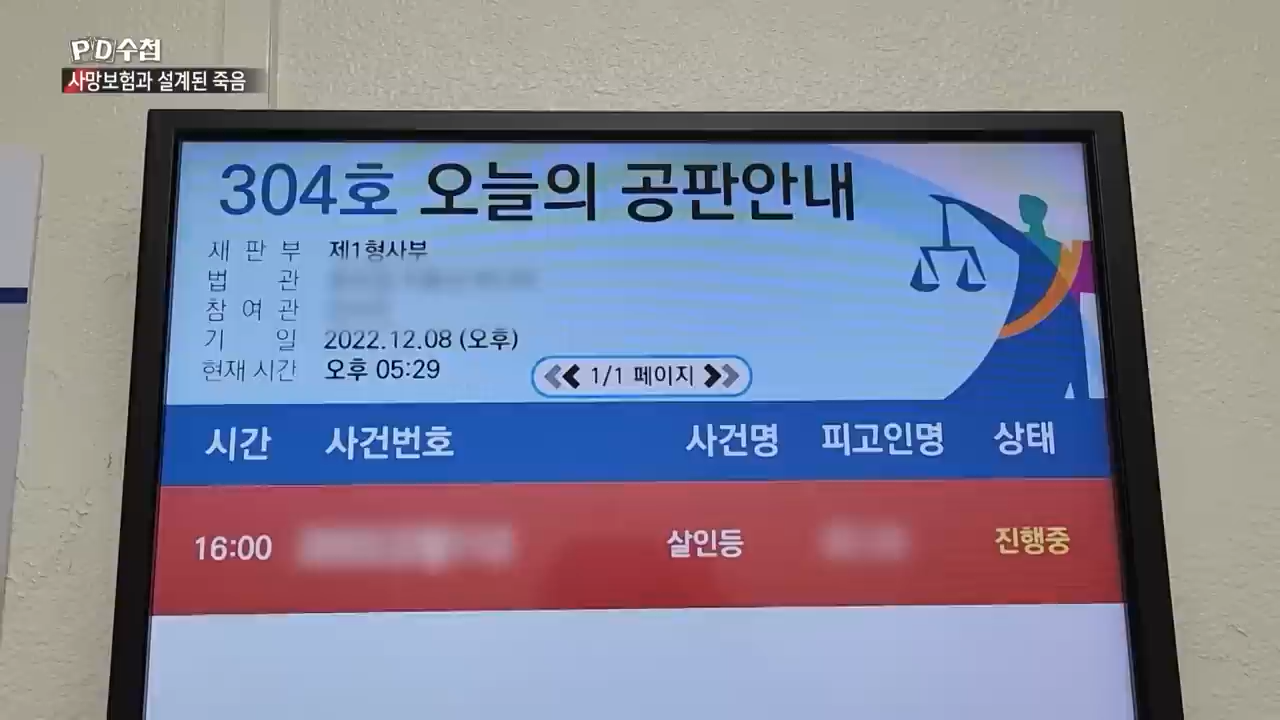 PD수첩
사망보험과 설계된 죽음
304호 오늘의 공판안내
재 판 부 제1형사부
법 관
참 여 관
기 일 2022.12.08 (오후)
현재 시간 오후 05:29
1/1 페이지
시간 사건번호 사건명 피고인명 상태
16:00 살인등 진행중